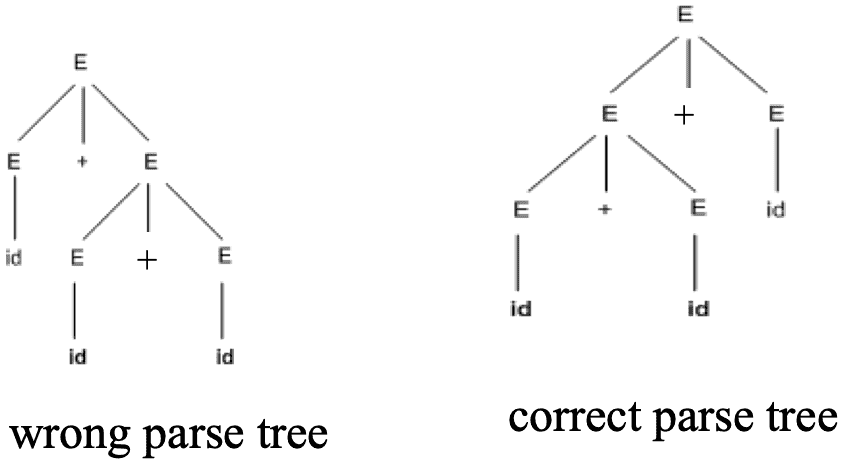 E
E + E
id E + E
id id
wrong parse tree
E
E + E
E + E id
id id
correct parse tree